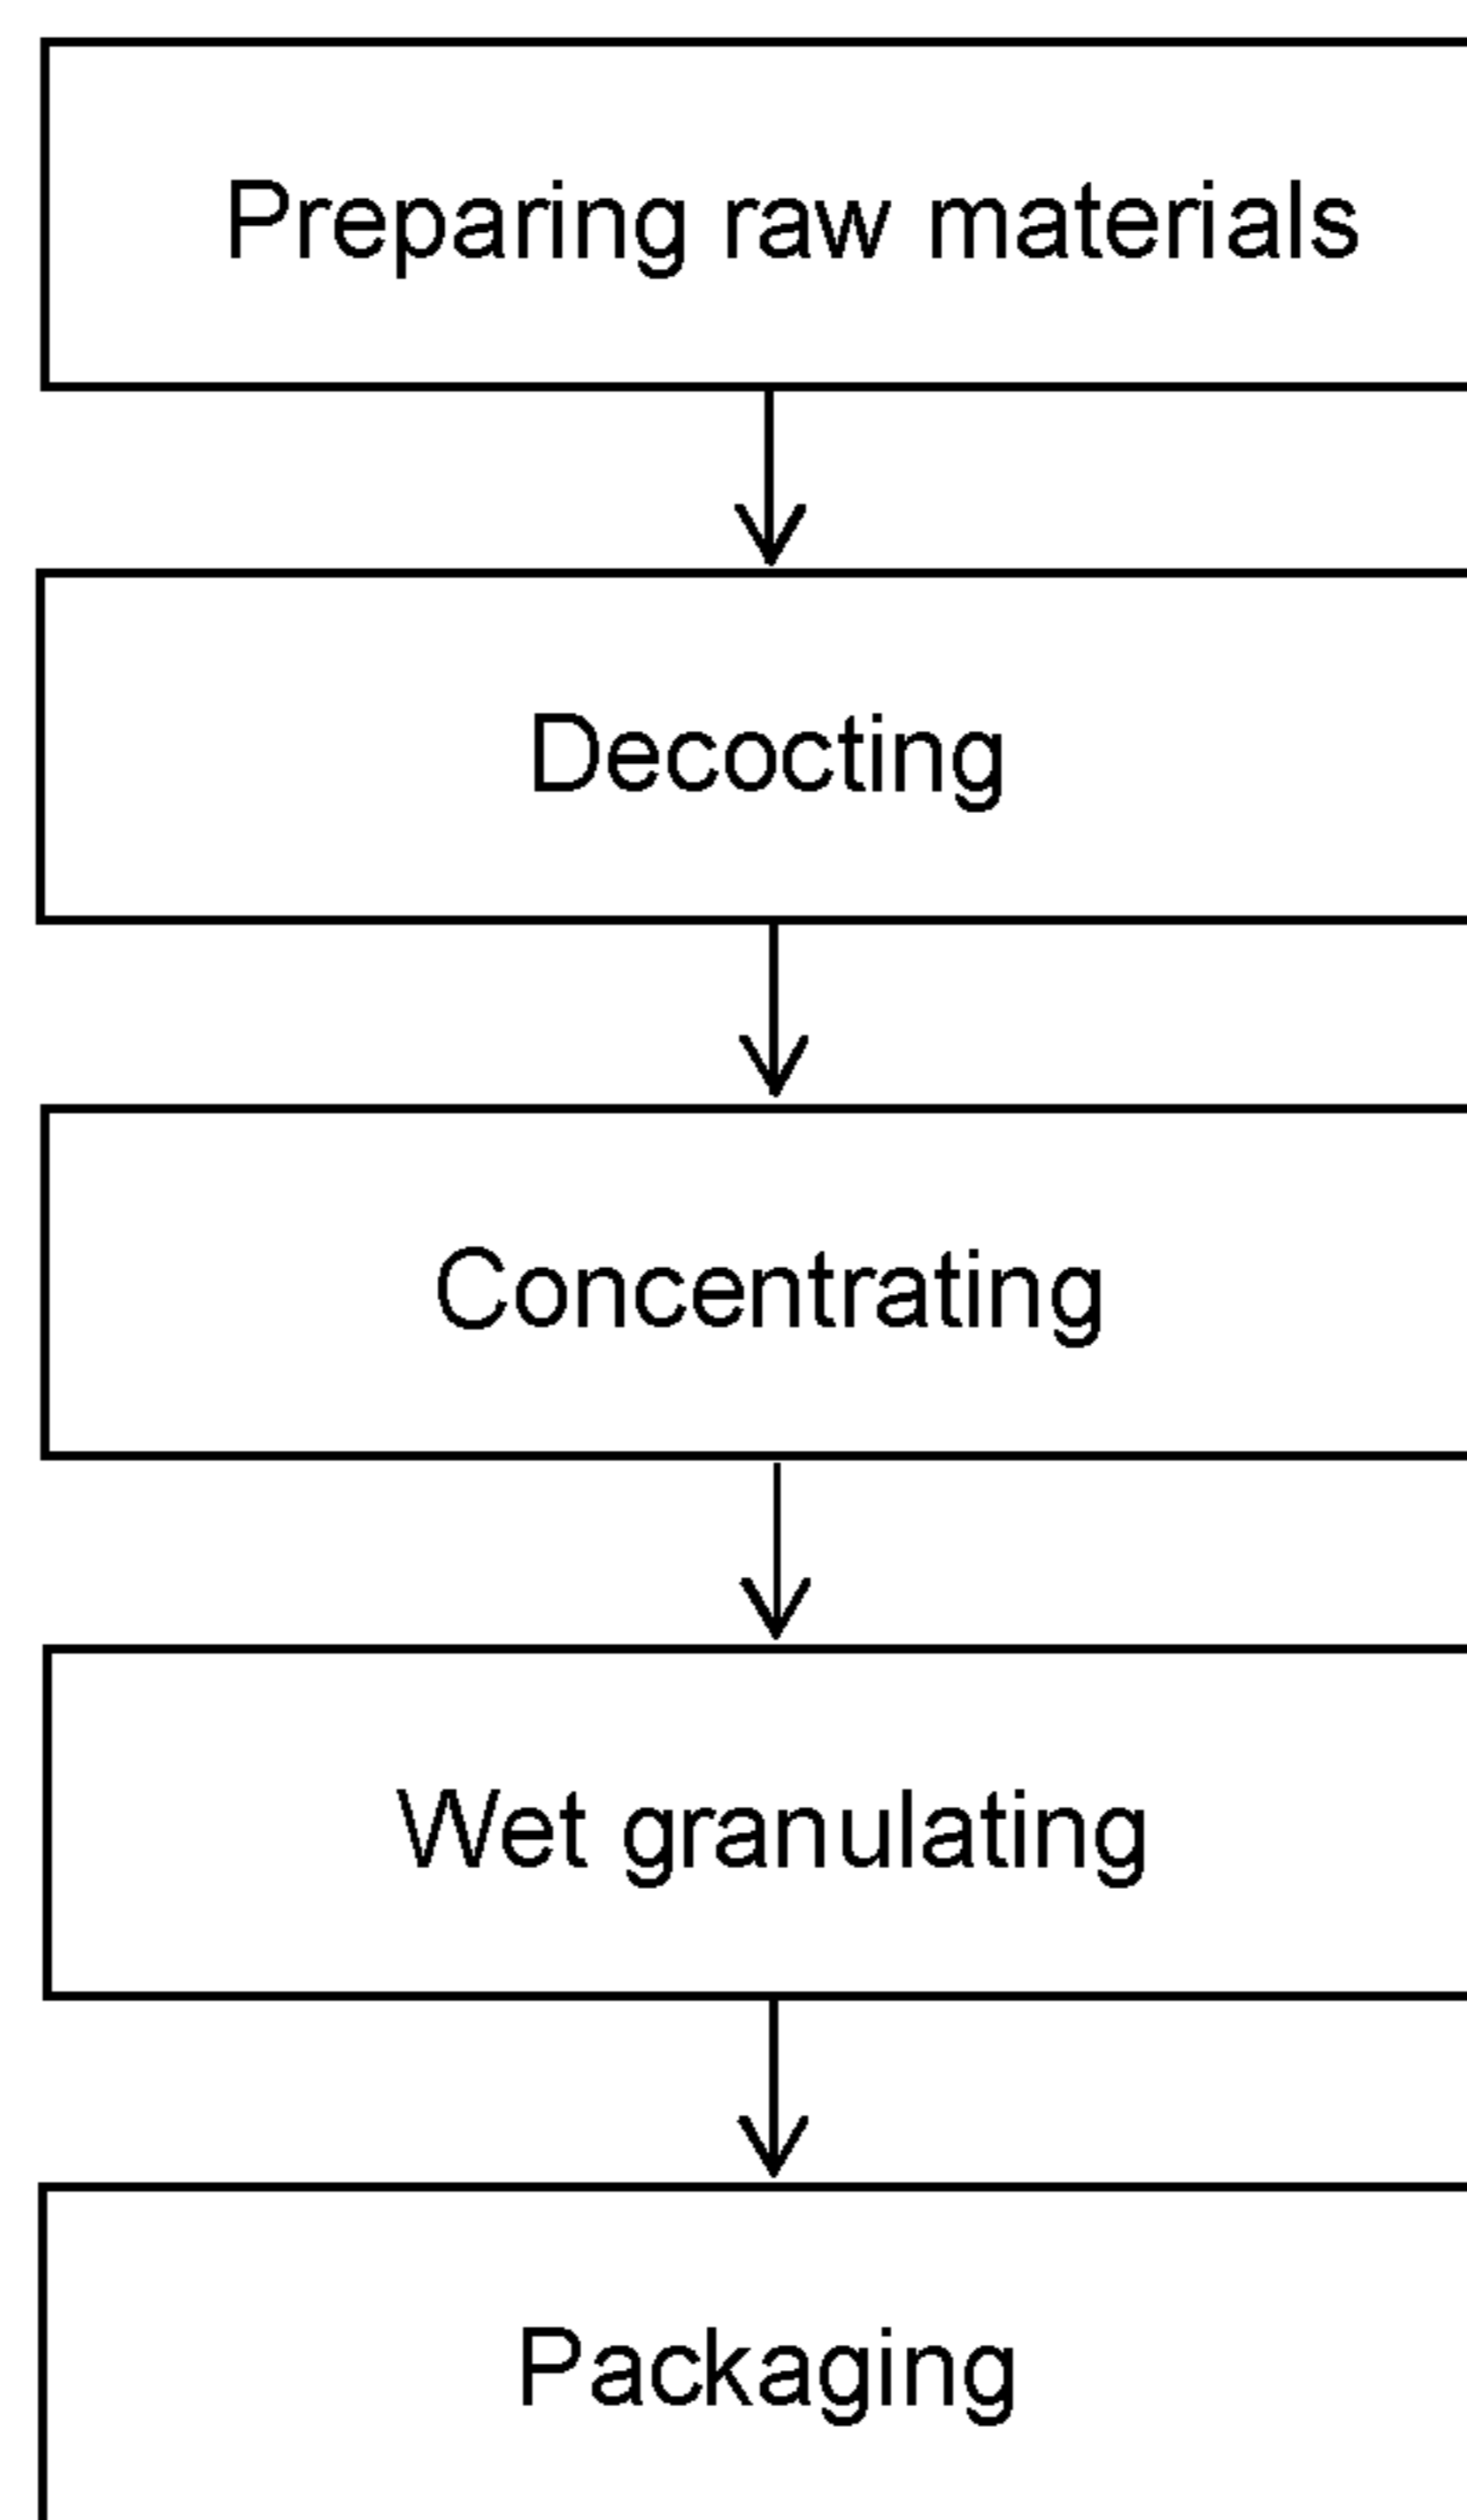 Preparing raw materials
Decocting
Concentrating
Wet granulating
Packaging